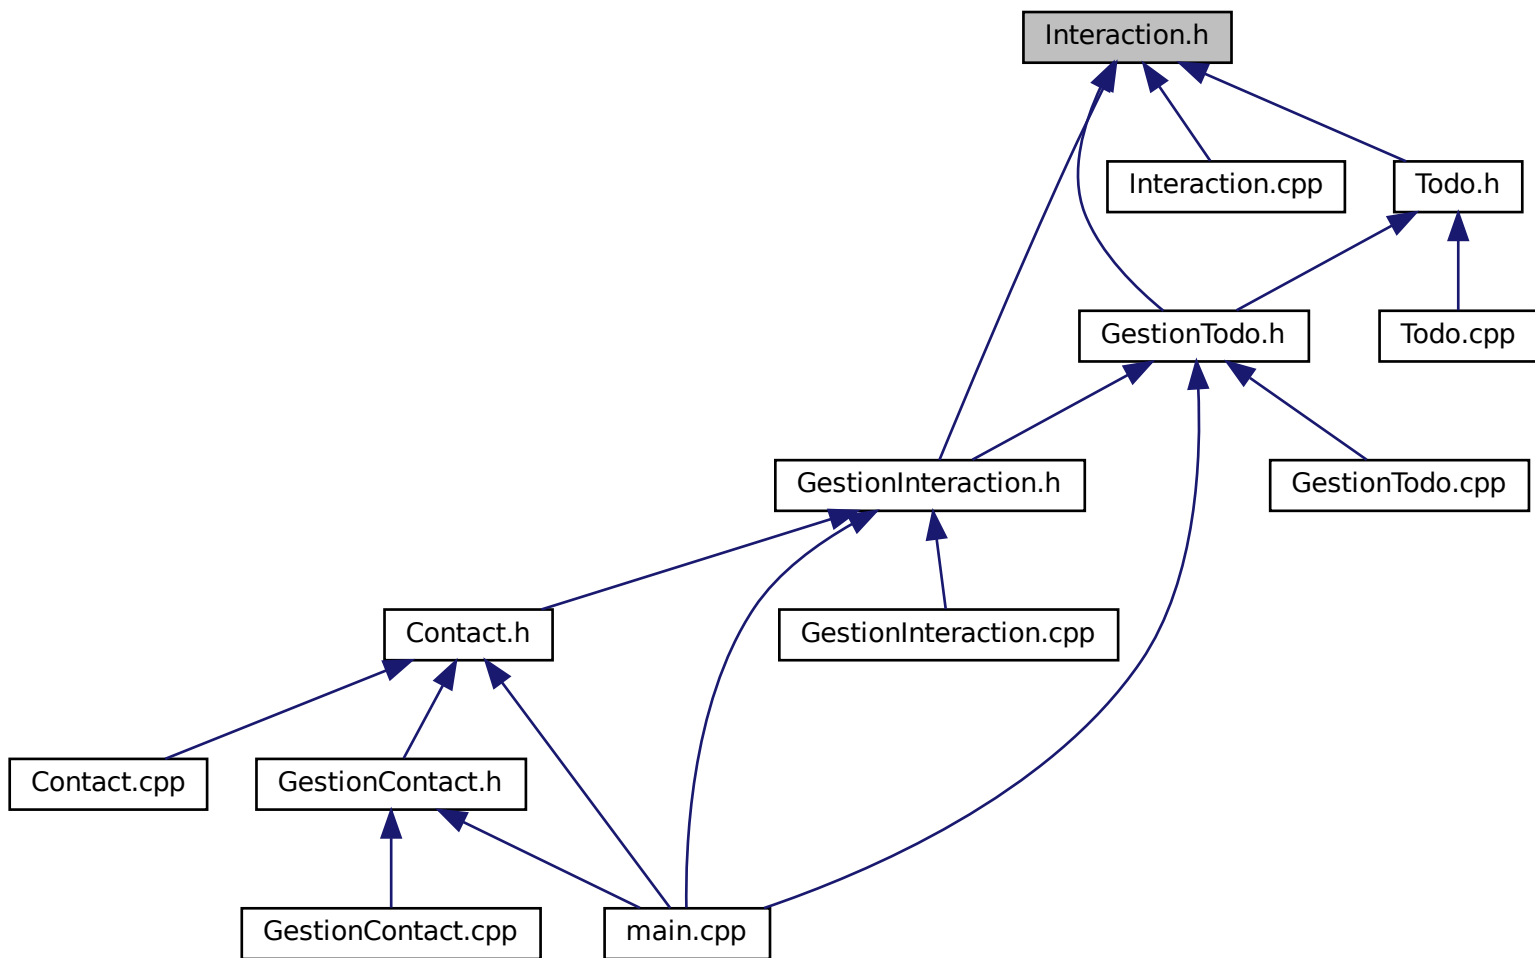 Interaction.h
Interaction.cpp
Todo.h
GestionTodo.h
Todo.cpp
GestionInteraction.h
GestionTodo.cpp
Contact.h
GestionInteraction.cpp
Contact.cpp
GestionContact.h
GestionContact.cpp
main.cpp